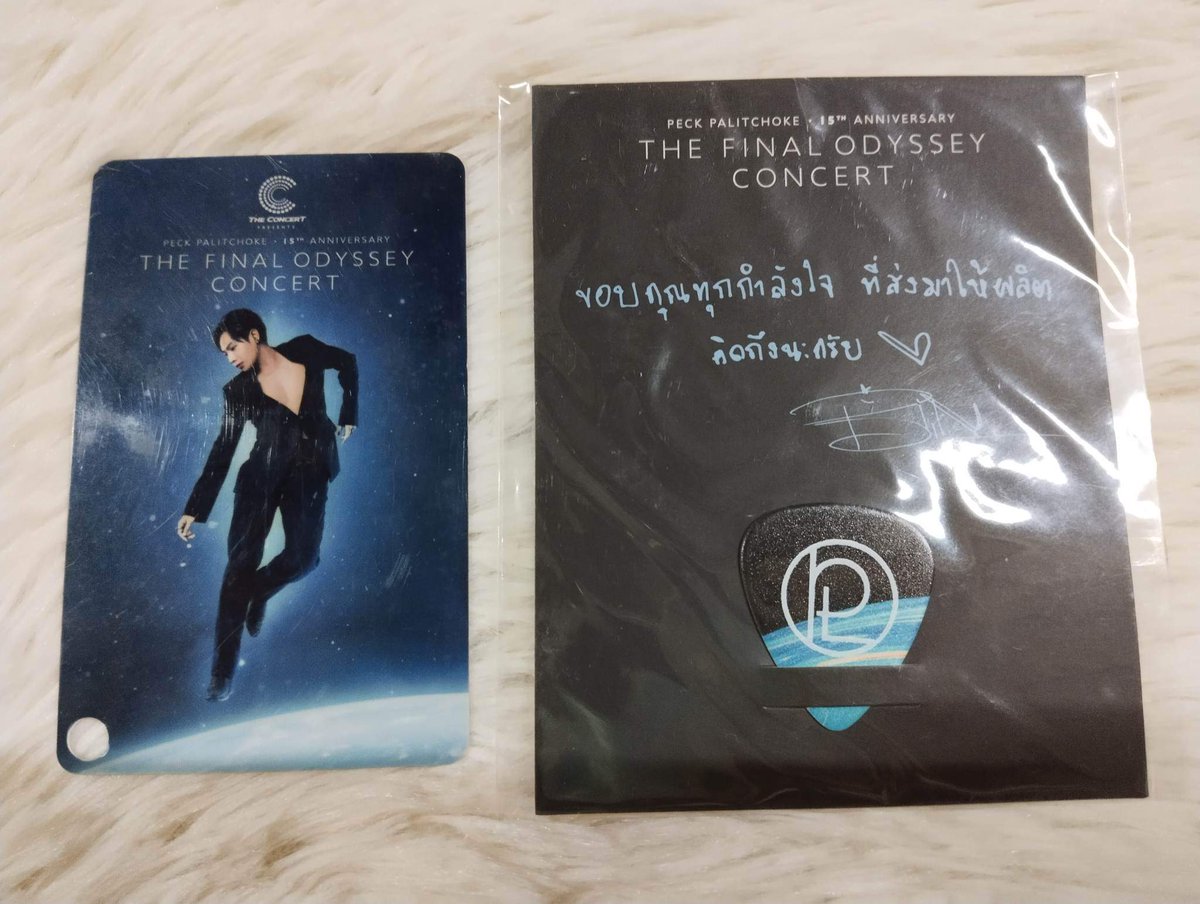 THE CONCERT
PRESENTS
PECK PALITCHOKE • 15TH ANNIVERSARY
THE FINAL ODYSSEY
CONCERT
PECK PALITCHOKE • 15TH ANNIVERSARY
THE FINAL ODYSSEY
CONCERT
ขอบคุณทุกกำลังใจ ที่ส่งมาให้ผลิต
คิดถึงนะครับ